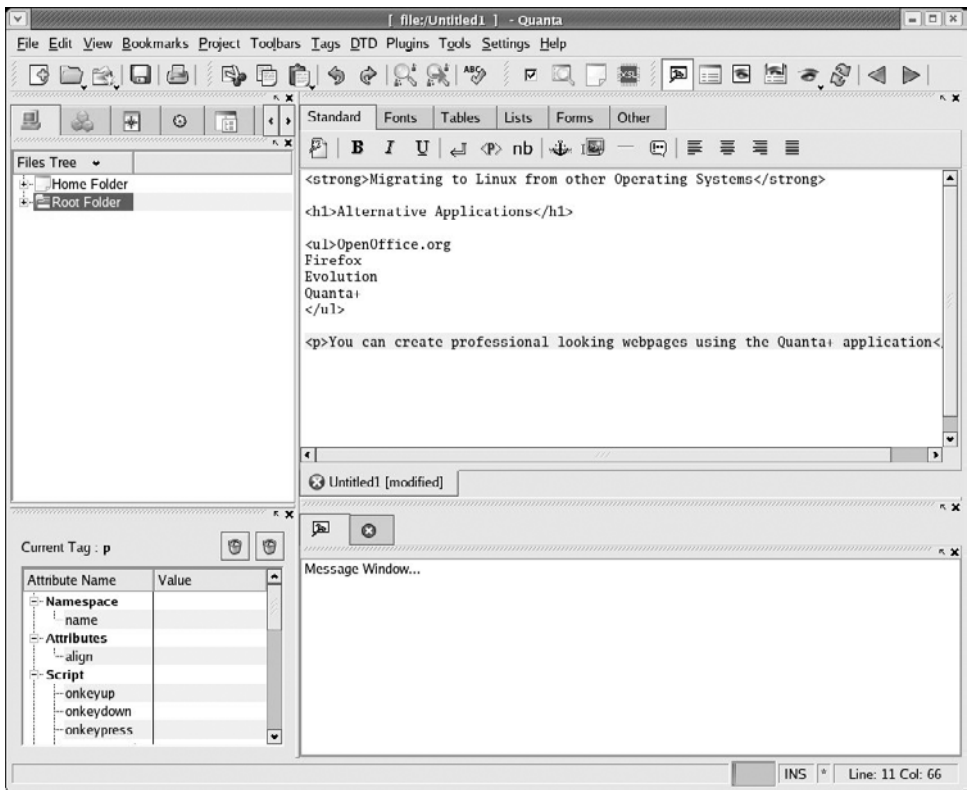 [ file:/Untitled1 ] - Quanta
File Edit View Bookmarks Project Toolbars Tags DTD Plugins Tools Settings Help
ABC
XSL
Standard Fonts Tables Lists Forms Other
B I U <P> nb
Files Tree
Home Folder
Root Folder
<strong>Migrating to Linux from other Operating Systems</strong>
<h1>Alternative Applications</h1>
<ul>OpenOffice.org
Firefox
Evolution
Quanta+
</ul>
<p>You can create professional looking webpages using the Quanta+ application<
Untitled1 [modified]
Current Tag : p
Attribute Name Value
Namespace
name
Attributes
align
Script
onkeyup
onkeydown
onkeypress
Message Window...
INS * Line: 11 Col: 66